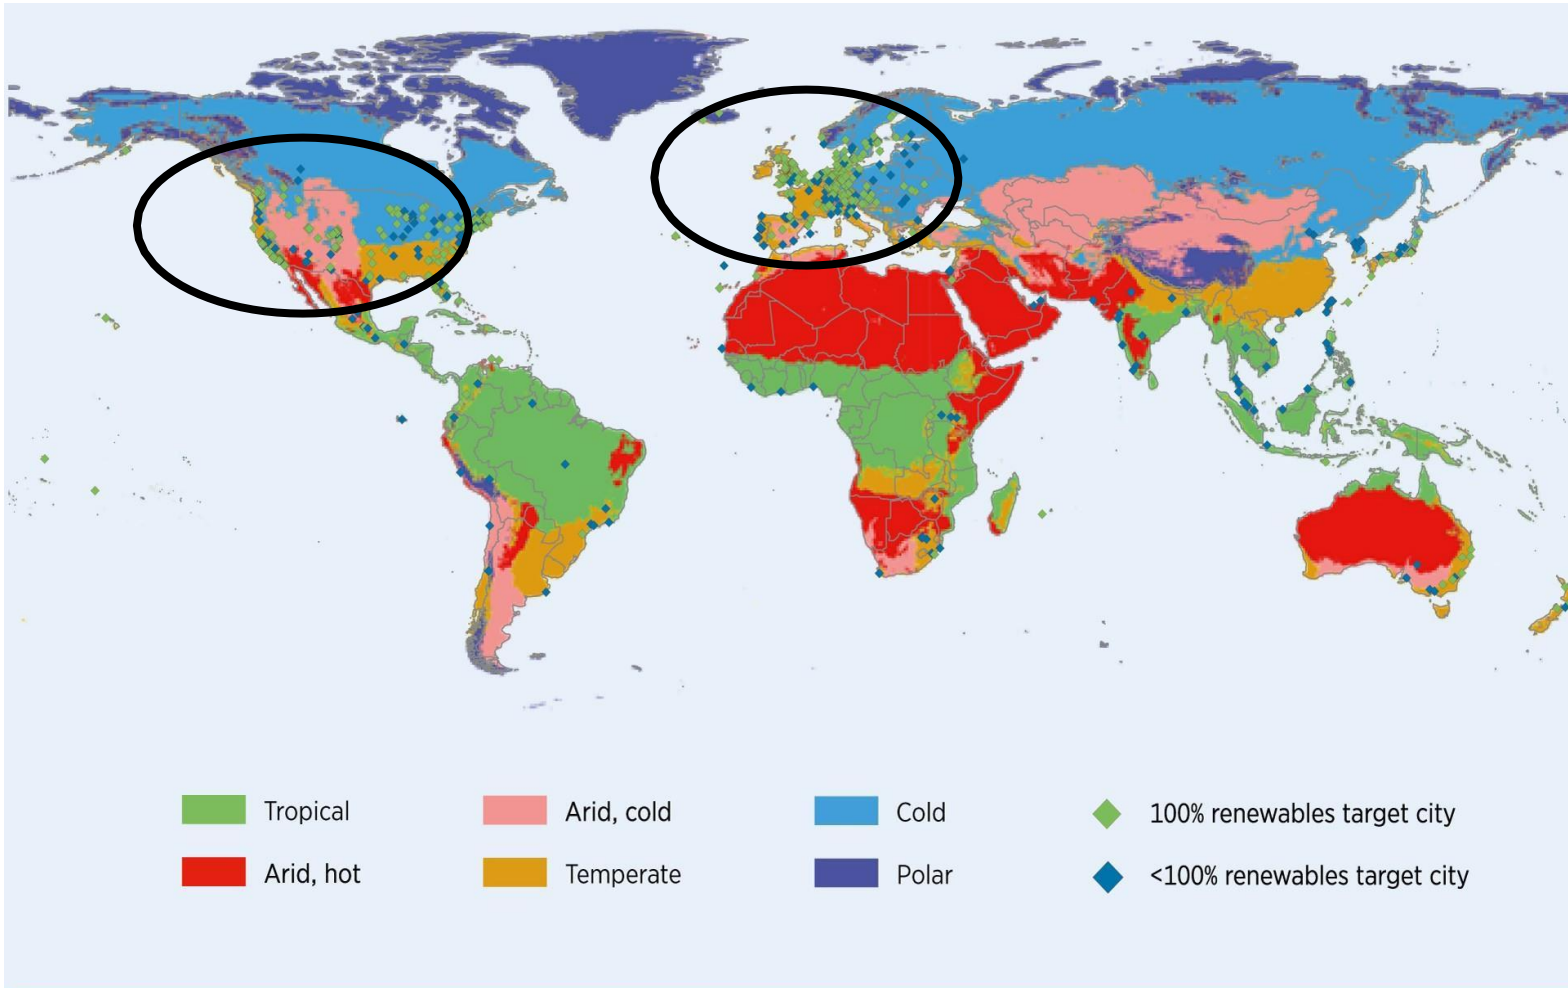 Tropical
Arid, cold
Cold
100% renewables target city
Arid, hot
Temperate
Polar
<100% renewables target city